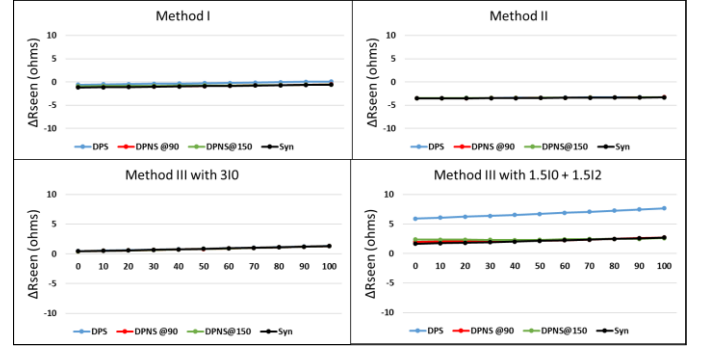 Method I
10
5
0
-5
-10
ΔRseen (ohms)
DPS DPNS @90 DPNS@150 Syn
Method II
10
5
0
-5
-10
ΔRseen (ohms)
DPS DPNS @90 DPNS@150 Syn
Method III with 3I0
10
5
0
-5
-10
ΔRseen (ohms)
0 10 20 30 40 50 60 70 80 90 100
DPS DPNS @90 DPNS@150 Syn
Method III with 1.5I0 + 1.5I2
10
5
0
-5
-10
ΔRseen (ohms)
0 10 20 30 40 50 60 70 80 90 100
DPS DPNS @90 DPNS@150 Syn